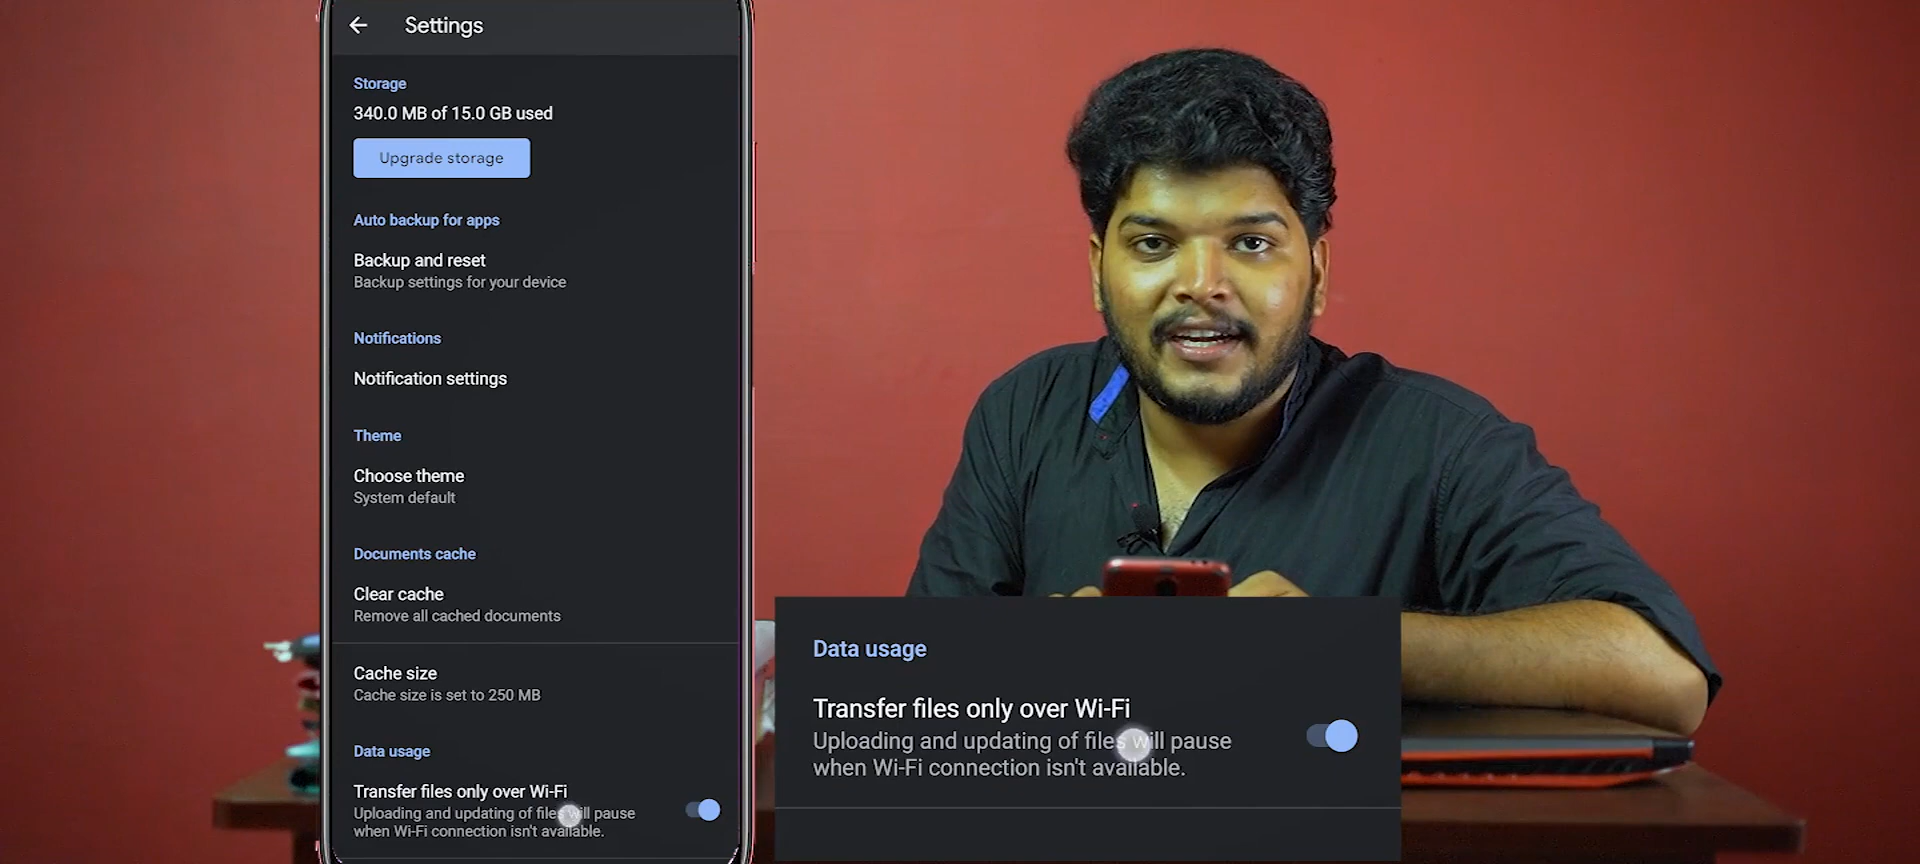 Settings
Storage
340.0 MB of 15.0 GB used
Upgrade storage
Auto backup for apps
Backup and reset
Backup settings for your device
Notifications
Notification settings
Theme
Choose theme
System default
Documents cache
Clear cache
Remove all cached documents
Cache size
Cache size is set to 250 MB
Data usage
Transfer files only over Wi-Fi
Uploading and updating of files will pause
when Wi-Fi connection isn't available.
Data usage
Transfer files only over Wi-Fi
Uploading and updating of files will pause
when Wi-Fi connection isn't available.